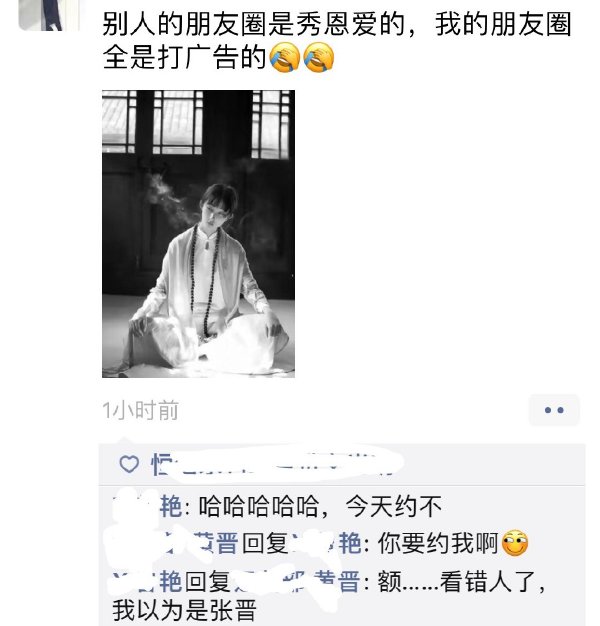 别人的朋友圈是秀恩爱的，我的朋友圈
全是打广告的🤦🤦
1小时前
艳: 哈哈哈哈哈，今天约不
黄晋回复 艳: 你要约我啊
艳回复 黄晋: 额……看错人了，
我以为是张晋